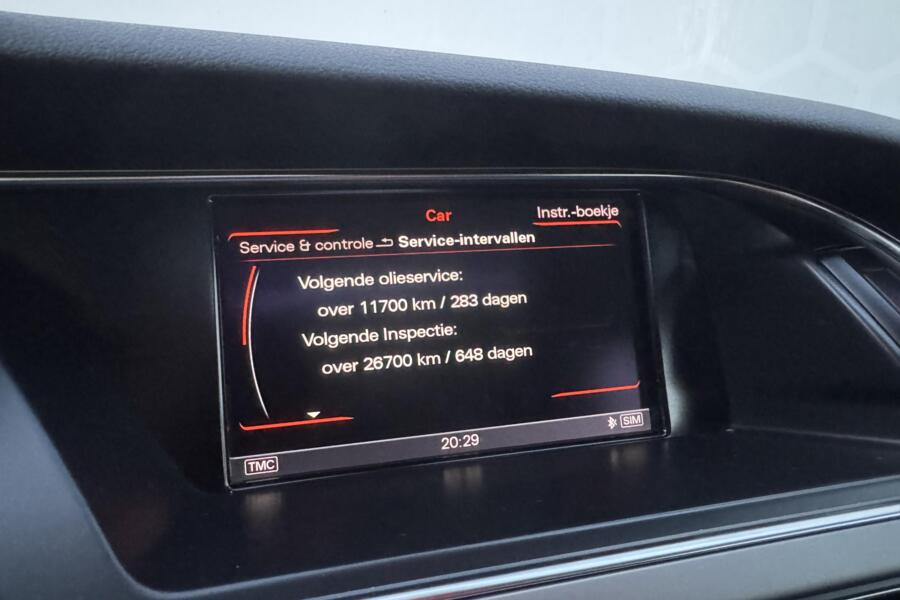 Car
Instr.-boekje
Service & controle Service-intervallen
Volgende olieservice:
over 11700 km / 283 dagen
Volgende Inspectie:
over 26700 km / 648 dagen
TMC
20:29
SIM